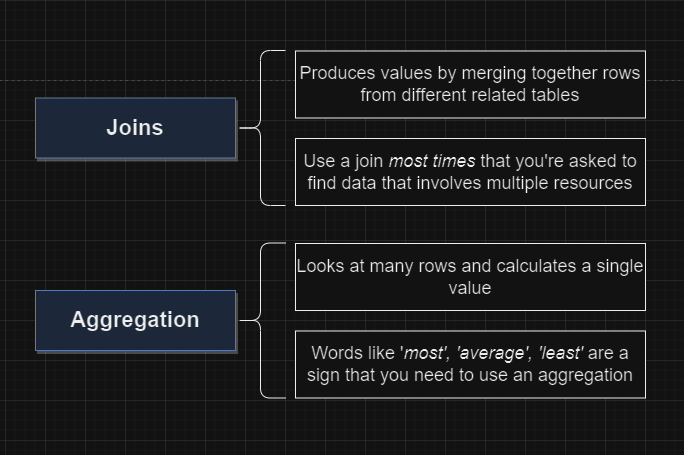 Joins
Produces values by merging together rows
from different related tables
Use a join most times that you're asked to
find data that involves multiple resources
Aggregation
Looks at many rows and calculates a single
value
Words like 'most', 'average', 'least' are a
sign that you need to use an aggregation